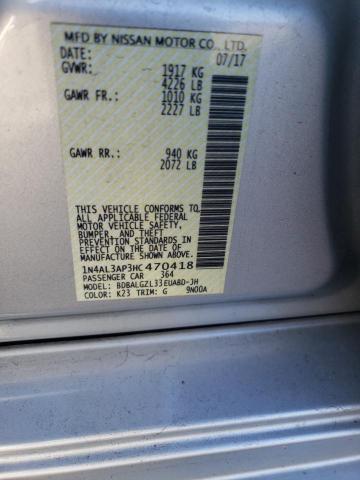 MFD BY NISSAN MOTOR CO., LTD.
DATE: 07/17
GVWR: 1917 KG
4226 LB
GAWR FR.: 1010 KG
2227 LB
GAWR RR.: 940 KG
2072 LB
THIS VEHICLE CONFORMS TO
ALL APPLICABLE FEDERAL
MOTOR VEHICLE SAFETY,
BUMPER, AND THEFT
PREVENTION STANDARDS IN
EFFECT ON THE DATE OF
MANUFACTURE SHOWN ABOVE.
1N4AL3AP3HC470418
PASSENGER CAR 364
MODEL: BDBALGZL33EUABD-JH
COLOR: K23 TRIM: G 9N00A